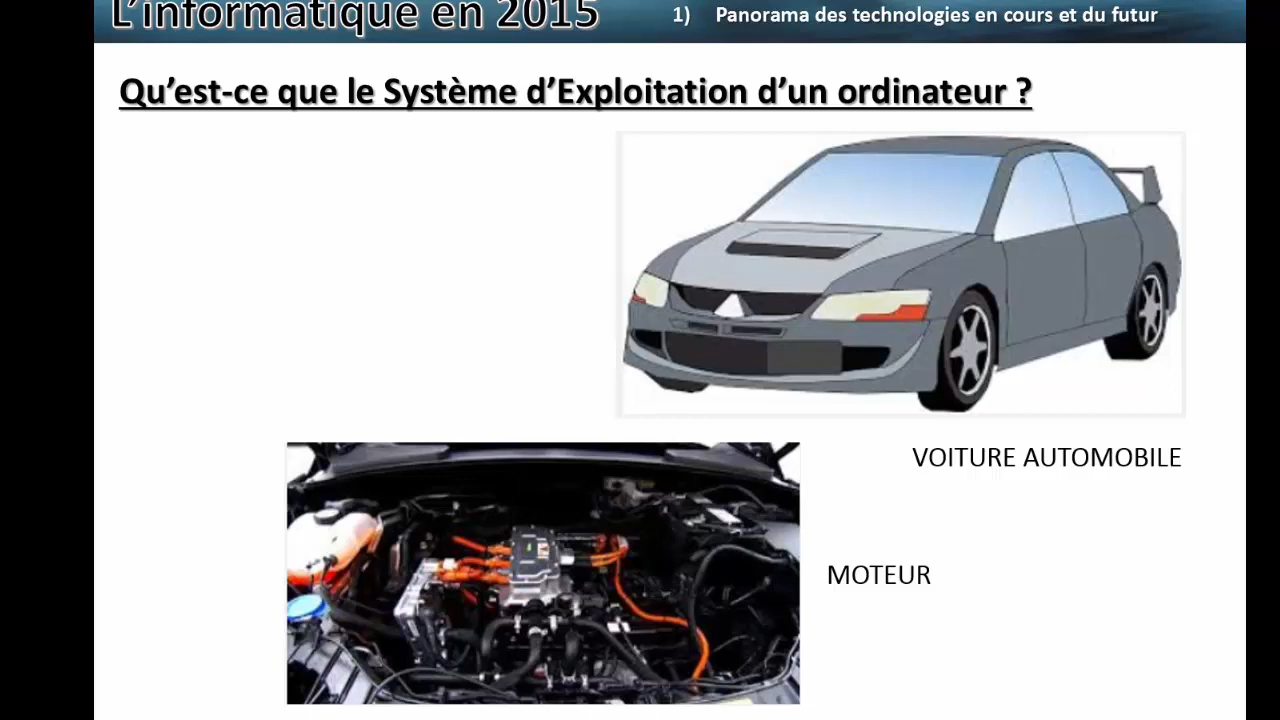 L'informatique en 2015
1) Panorama des technologies en cours et du futur
Qu'est-ce que le Système d'Exploitation d'un ordinateur ?
VOITURE AUTOMOBILE
MOTEUR